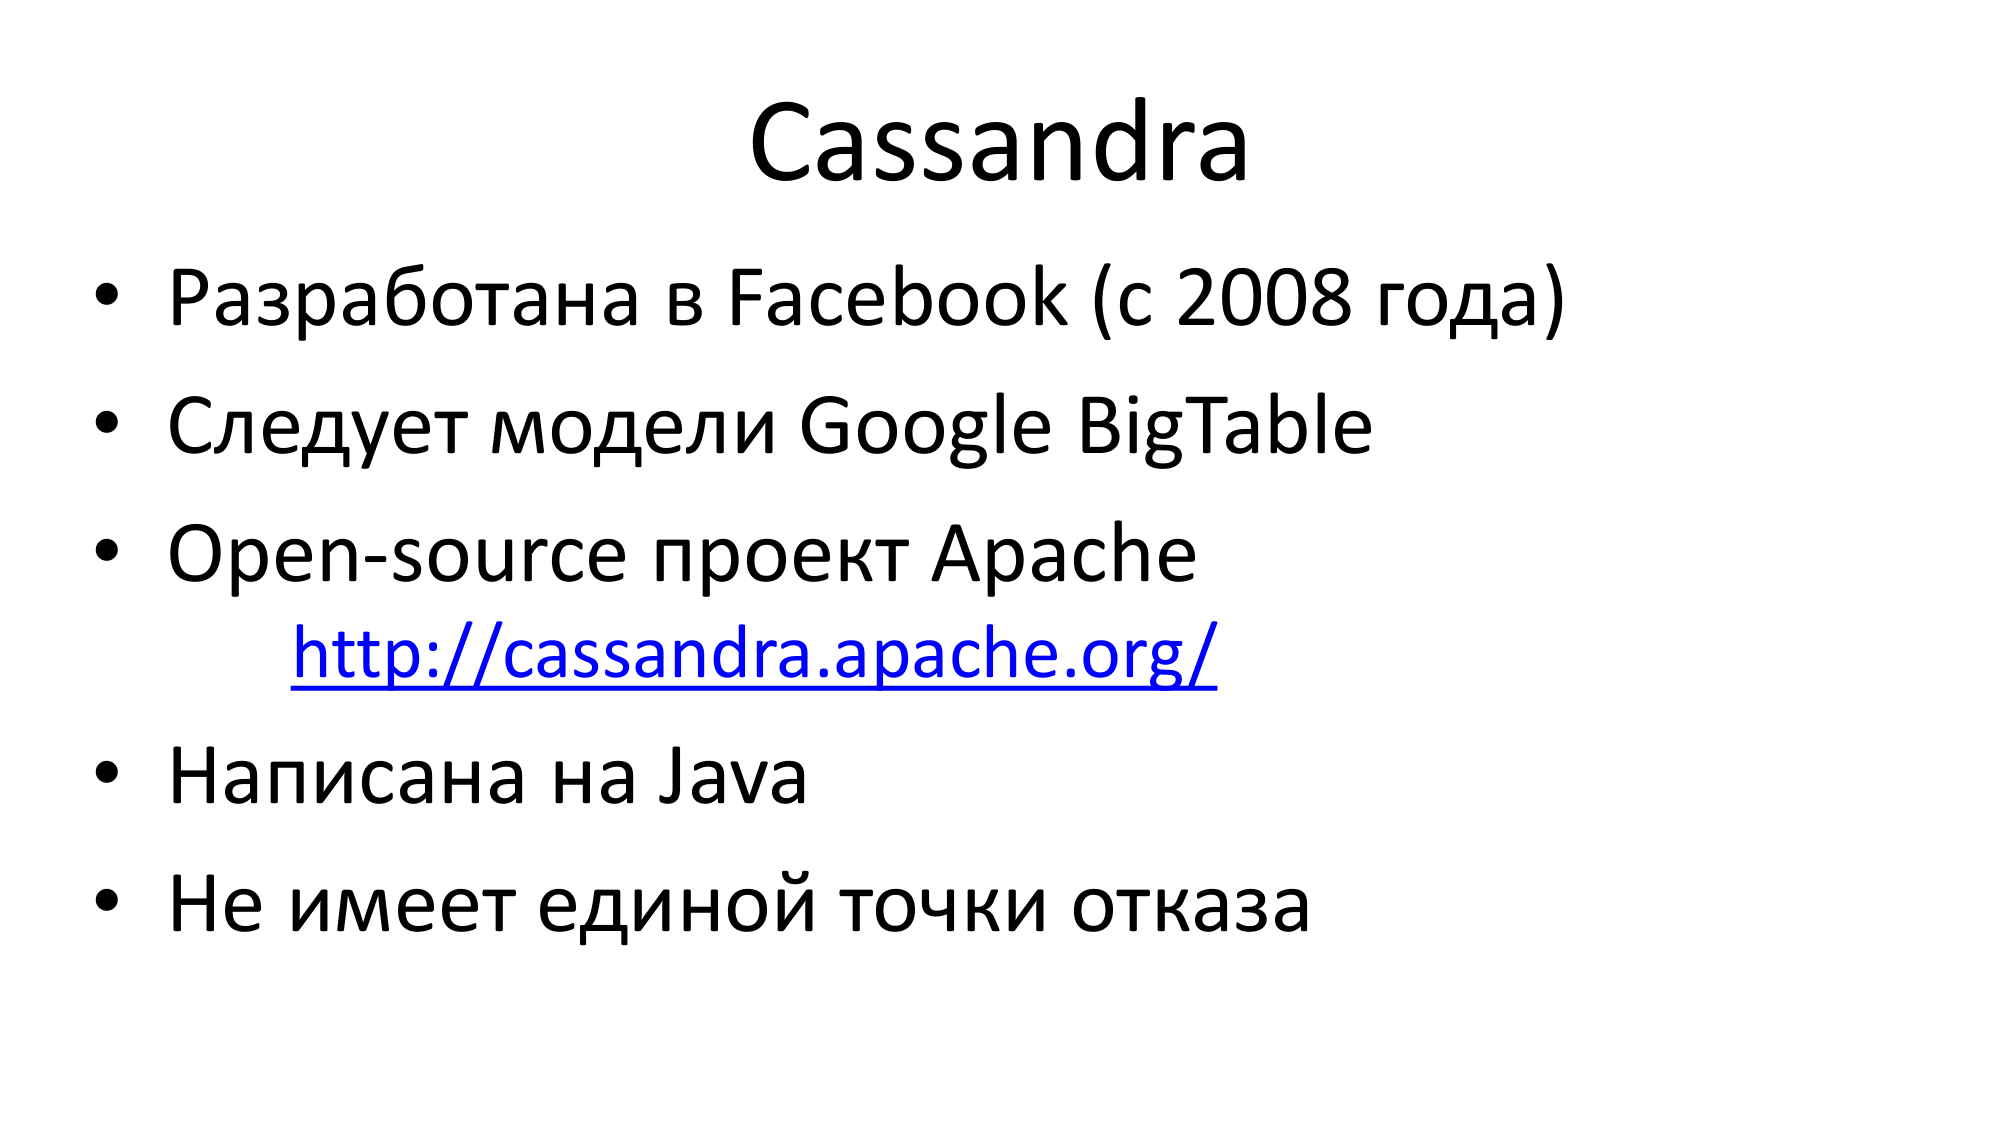 Cassandra
• Разработана в Facebook (с 2008 года)
• Следует модели Google BigTable
• Open-source проект Apache
http://cassandra.apache.org/
• Написана на Java
• Не имеет единой точки отказа